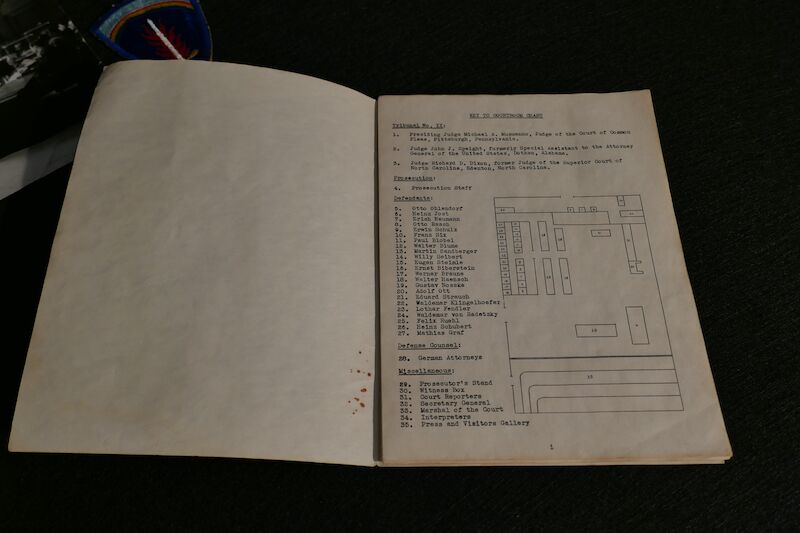 KEY TO COURTROOM CHART
Tribunal No. II:
1. Presiding Judge Michael A. Musmanno, Judge of the Court of Common
Pleas, Pittsburgh, Pennsylvania.
2. Judge John J. Speight, formerly Special Assistant to the Attorney
General of the United States, Dothan, Alabama.
3. Judge Richard D. Dixon, former Judge of the Superior Court of
North Carolina, Edenton, North Carolina.
Prosecution:
4. Prosecution Staff
Defendants:
5. Otto Ohlendorf
6. Heinz Jost
7. Erich Naumann
8. Otto Rasch
9. Erwin Schulz
10. Franz Six
11. Paul Blobel
12. Walter Blume
13. Martin Sandberger
14. Willy Seibert
15. Eugen Steimle
16. Ernst Biberstein
17. Werner Braune
18. Walter Haensch
19. Gustav Nosske
20. Adolf Ott
21. Eduard Strauch
22. Waldemar Klingelhoefer
23. Lothar Fendler
24. Waldemar von Radetzky
25. Felix Ruehl
26. Heinz Schubert
27. Mathias Graf
Defense Counsel:
28. German Attorneys
Miscellaneous:
29. Prosecutor's Stand
30. Witness Box
31. Court Reporters
32. Secretary General
33. Marshal of the Court
34. Interpreters
35. Press and Visitors Gallery
1